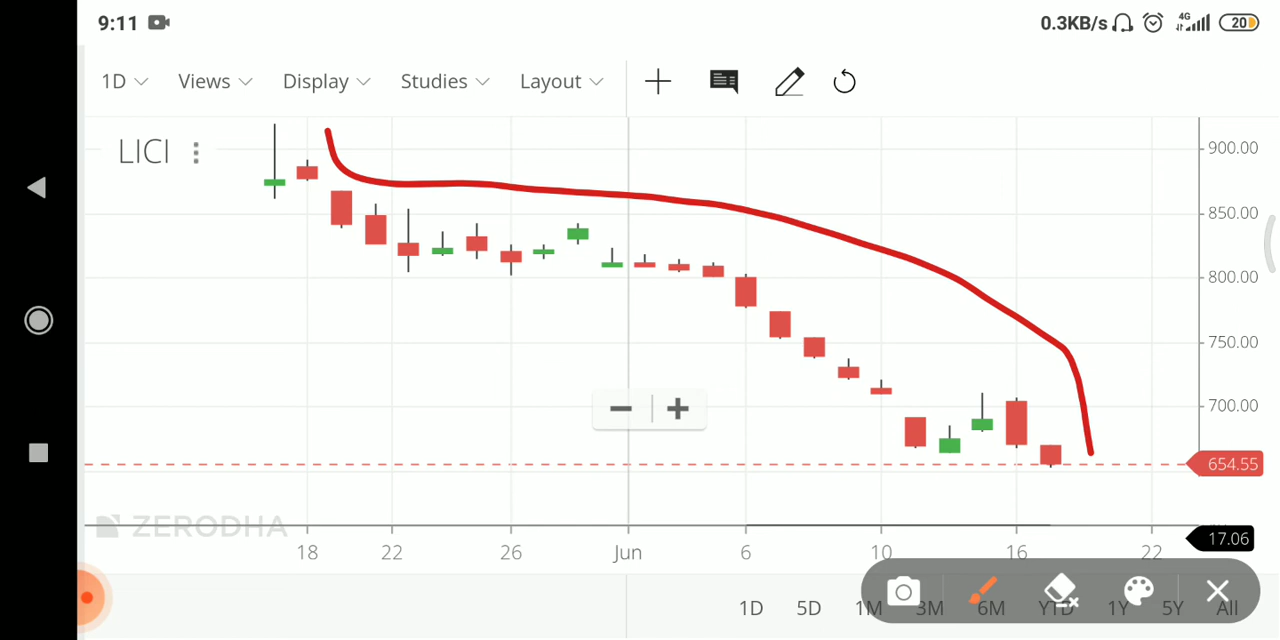 9:11 0.3KB/s 4G 20
1D Views Display Studies Layout
LICI
900.00
850.00
800.00
750.00
700.00
654.55
ZERODHA
17.06
18 22 26 Jun 6 10 16 22
1D 5D 1M 3M 6M YTD 1Y 5Y All